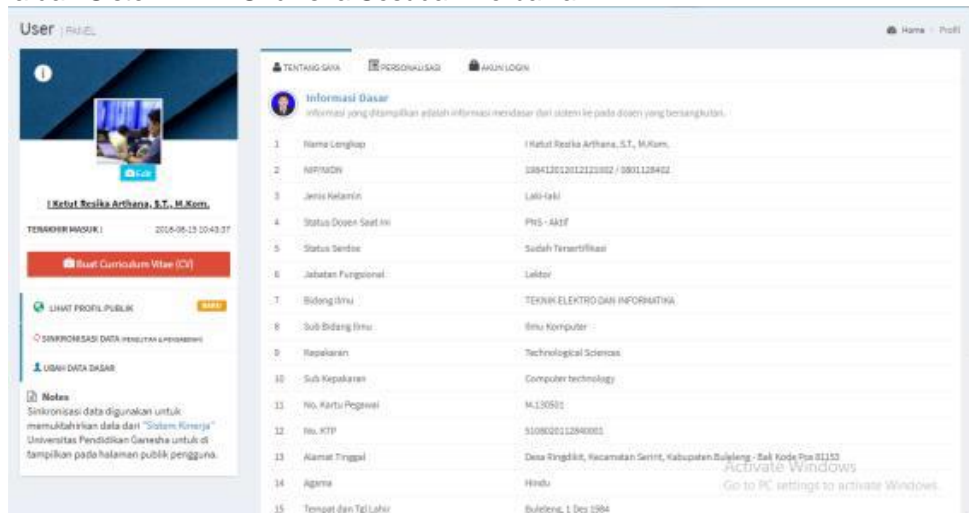 User | PANEL
Home - Profil
Edit
I Ketut Resika Arthana, S.T., M.Kom.
TERAKHIR MASUK :
Buat Curriculum Vitae (CV)
LIHAT PROFIL PUBLIK
BARU
SINKRONISASI DATA
UBAH DATA DASAR
Notes
Sinkronisasi data digunakan untuk
memuktahirkan data dari "Sistem Kinerja"
Universitas Pendidikan Ganesha untuk di
tampilkan pada halaman publik pengguna.
TENTANG SAYA PERSONALISASI AKUN LOGIN
Informasi Dasar
Informasi yang ditampilkan adalah informasi mendasar dari sistem ke pada dosen yang bersangkutan.
1 Nama Lengkap I Ketut Resika Arthana, S.T., M.Kom.
2 NIP/NIDN
3 Jenis Kelamin Laki-laki
4 Status Dosen Saat Ini PNS - Aktif
5 Status Serdos Sudah Tersertifikasi
6 Jabatan Fungsional Lektor
7 Bidang Ilmu TEKNIK ELEKTRO DAN INFORMATIKA
8 Sub Bidang Ilmu Ilmu Komputer
9 Kepakaran Technological Sciences
10 Sub Kepakaran Computer technology
11 No. Kartu Pegawai M.130501
12 No. KTP
13 Alamat Tinggal Desa Ringdikit, Kecamatan Seririt, Kabupaten Buleleng - Bali Kode Pos 81153
14 Agama Hindu
15 Tempat dan Tgl Lahir Buleleng, 1 Des 1984
Activate Windows
Go to PC settings to activate Windows.